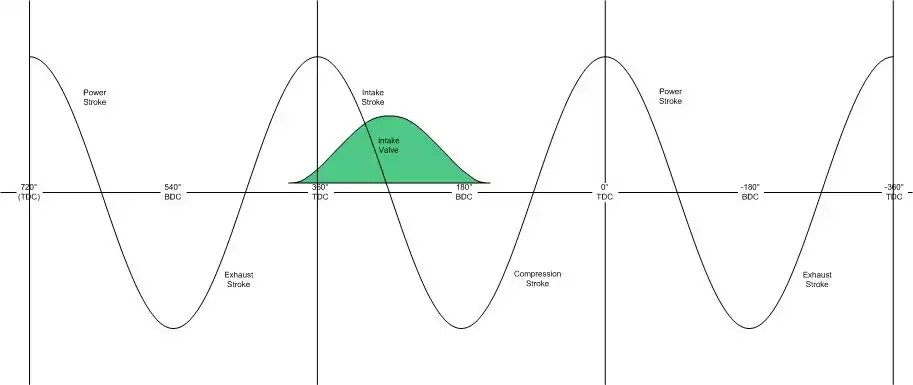 Power
Stroke
Intake
Stroke
Power
Stroke
Intake
Valve
720° 540° 360° 180° 0° -180° -360°
(TDC) BDC TDC BDC TDC BDC TDC
Exhaust
Stroke
Compression
Stroke
Exhaust
Stroke